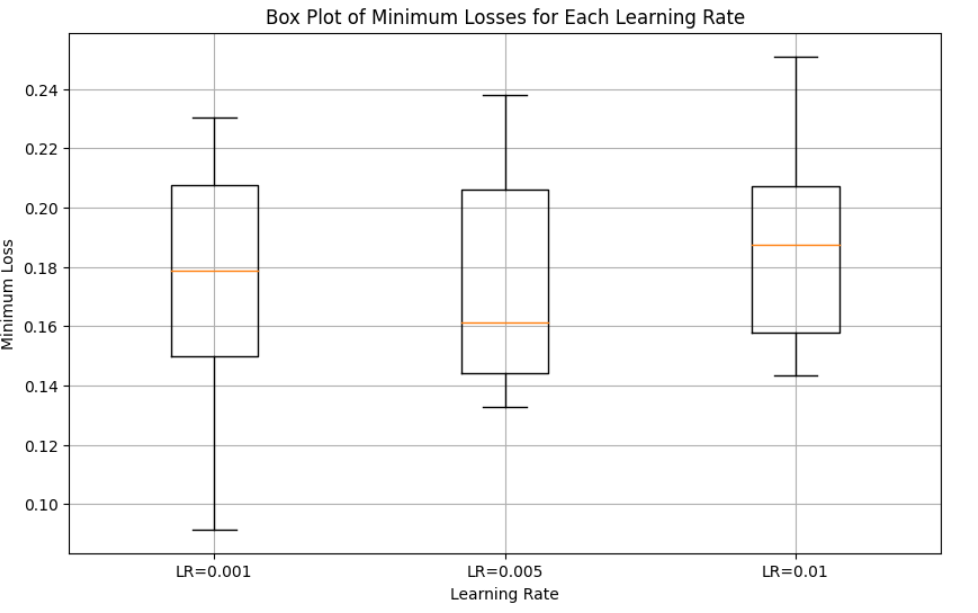 Box Plot of Minimum Losses for Each Learning Rate
Minimum Loss
0.24
0.22
0.20
0.18
0.16
0.14
0.12
0.10
LR=0.001 LR=0.005 LR=0.01
Learning Rate